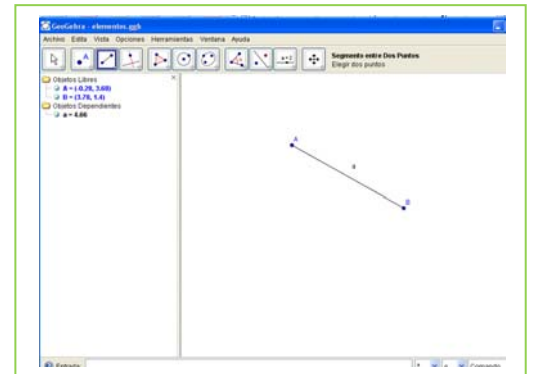 GeoGebra - elementos.ggb
Archivo Edita Vista Opciones Herramientas Ventana Ayuda
Segmento entre Dos Puntos
Elegir dos puntos
Objetos Libres
A = (-0.28, 3.68)
B = (3.78, 1.4)
Objetos Dependientes
a = 4.66
A
a
B
Entrada:
Comando